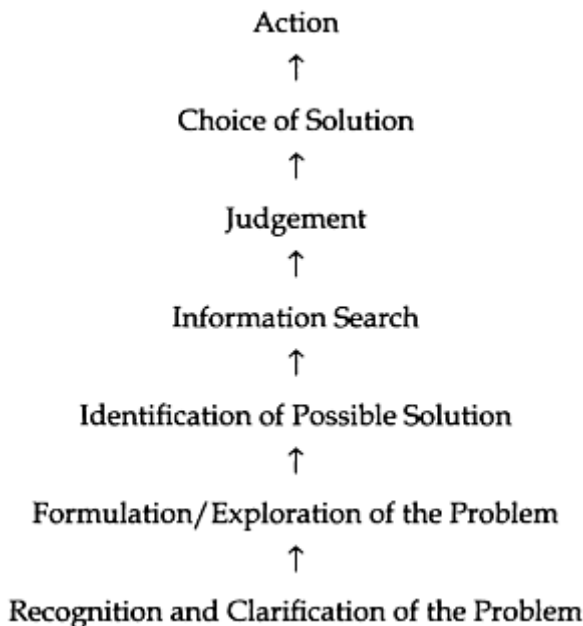 Action
↑
Choice of Solution
↑
Judgement
↑
Information Search
↑
Identification of Possible Solution
↑
Formulation/Exploration of the Problem
↑
Recognition and Clarification of the Problem